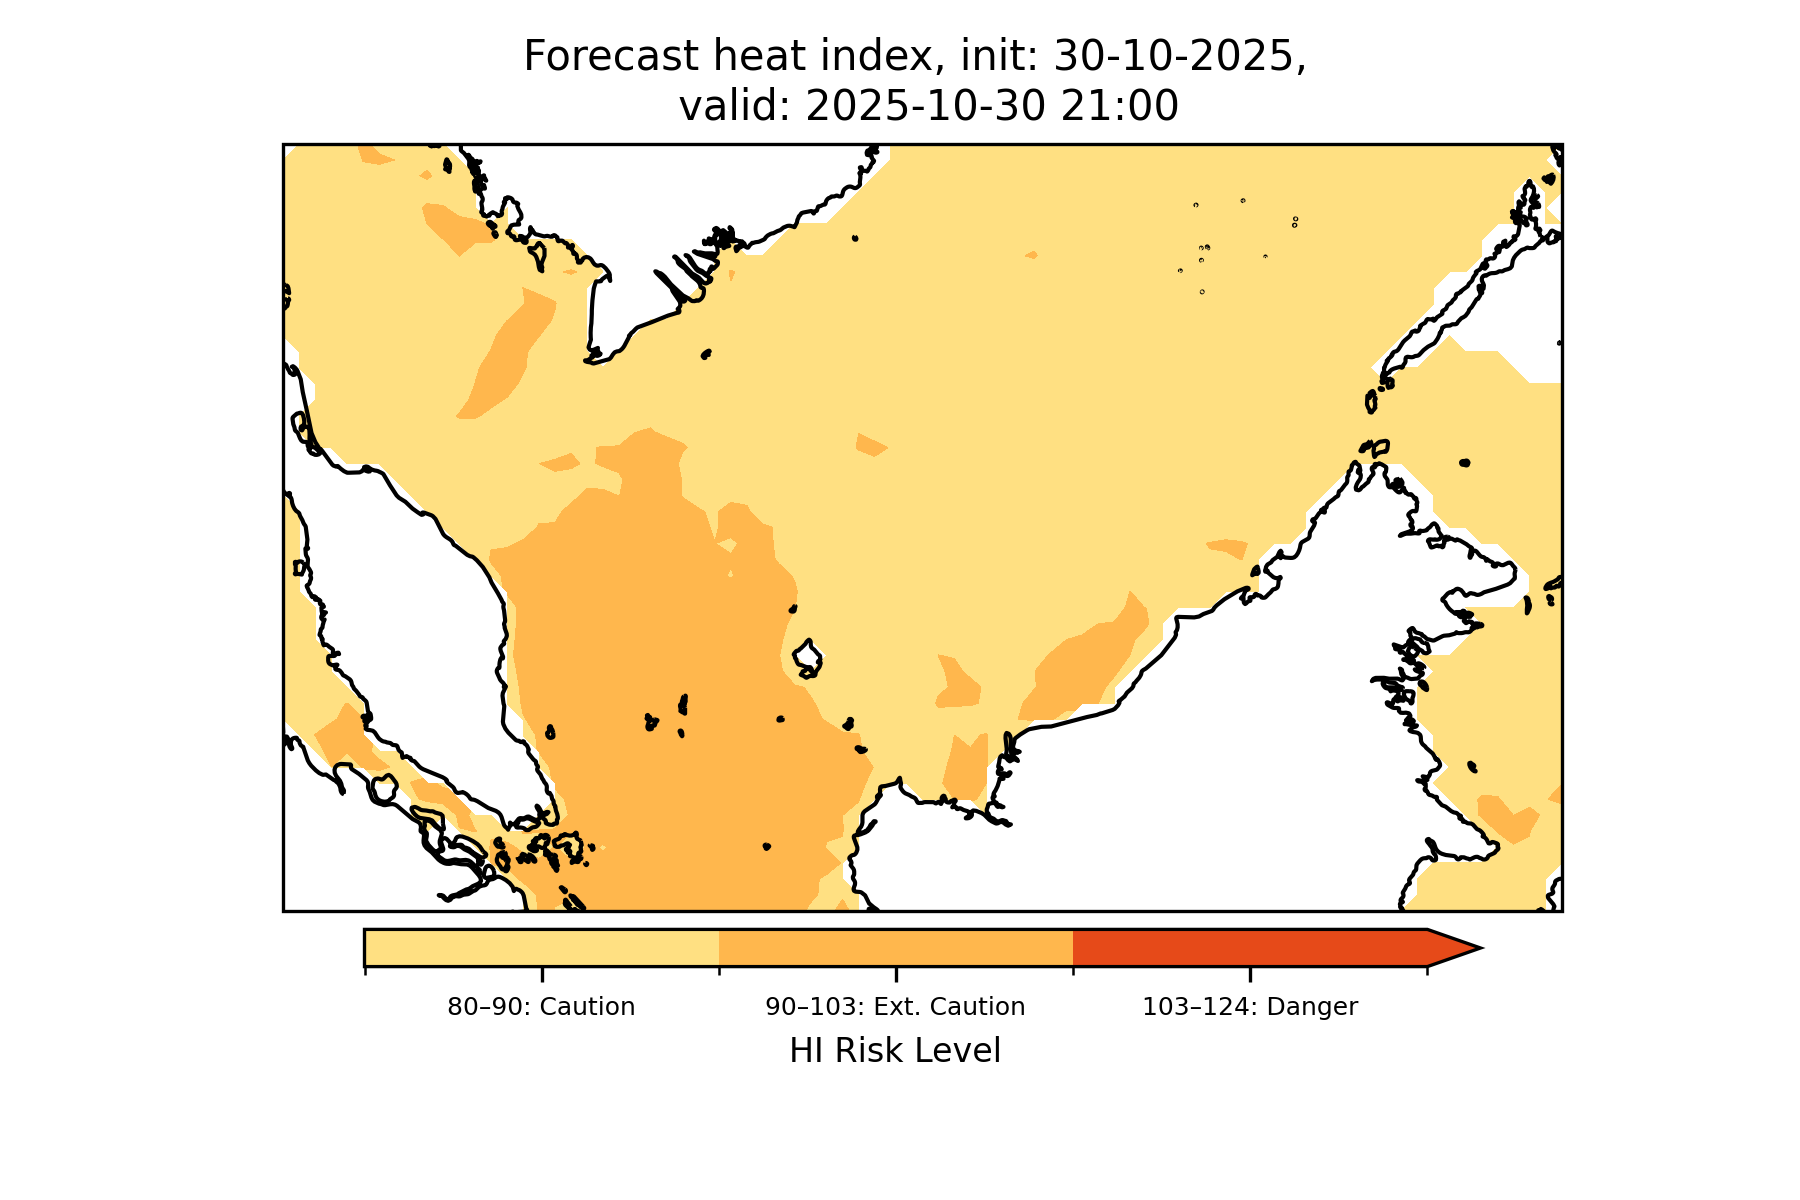 Forecast heat index, init: 30-10-2025,
valid: 2025-10-30 21:00
80–90: Caution
90–103: Ext. Caution
103–124: Danger
HI Risk Level